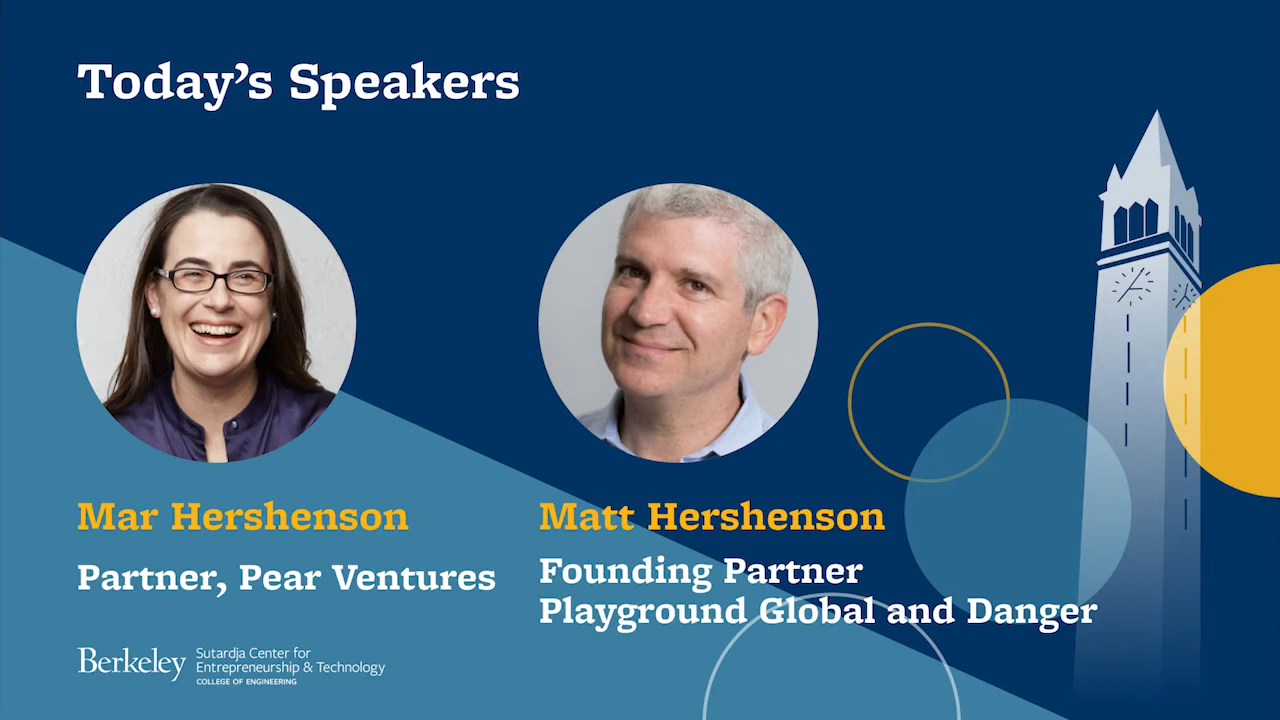 Today’s Speakers
Mar Hershenson
Partner, Pear Ventures
Matt Hershenson
Founding Partner
Playground Global and Danger
Berkeley
Sutardja Center for
Entrepreneurship & Technology
COLLEGE OF ENGINEERING